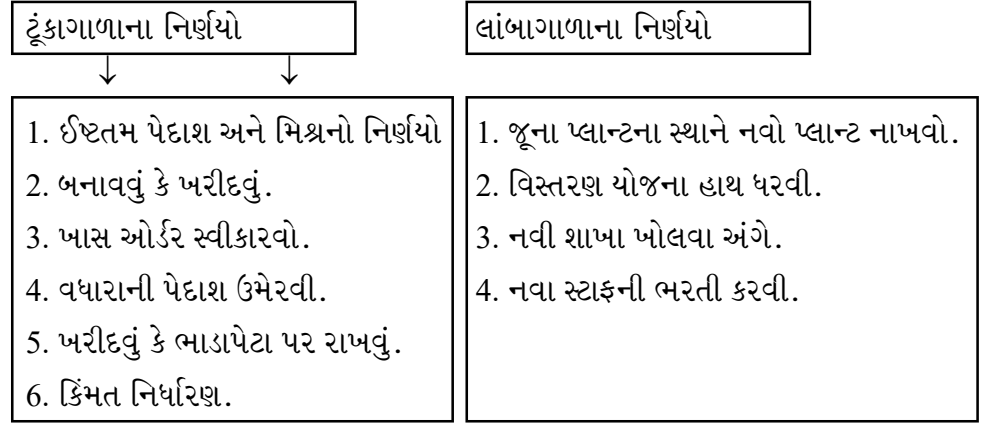 ટૂંકાગાળાના નિર્ણયો
1. ઈષ્ટતમ પેદાશ અને મિશ્રનો નિર્ણયો
2. બનાવવું કે ખરીદવું.
3. ખાસ ઓર્ડર સ્વીકારવો.
4. વધારાની પેદાશ ઉમેરવી.
5. ખરીદવું કે ભાડાપેટા પર રાખવું.
6. કિંમત નિર્ધારણ.
લાંબાગાળાના નિર્ણયો
1. જૂના પ્લાન્ટના સ્થાને નવો પ્લાન્ટ નાખવો.
2. વિસ્તરણ યોજના હાથ ધરવી.
3. નવી શાખા ખોલવા અંગે.
4. નવા સ્ટાફની ભરતી કરવી.